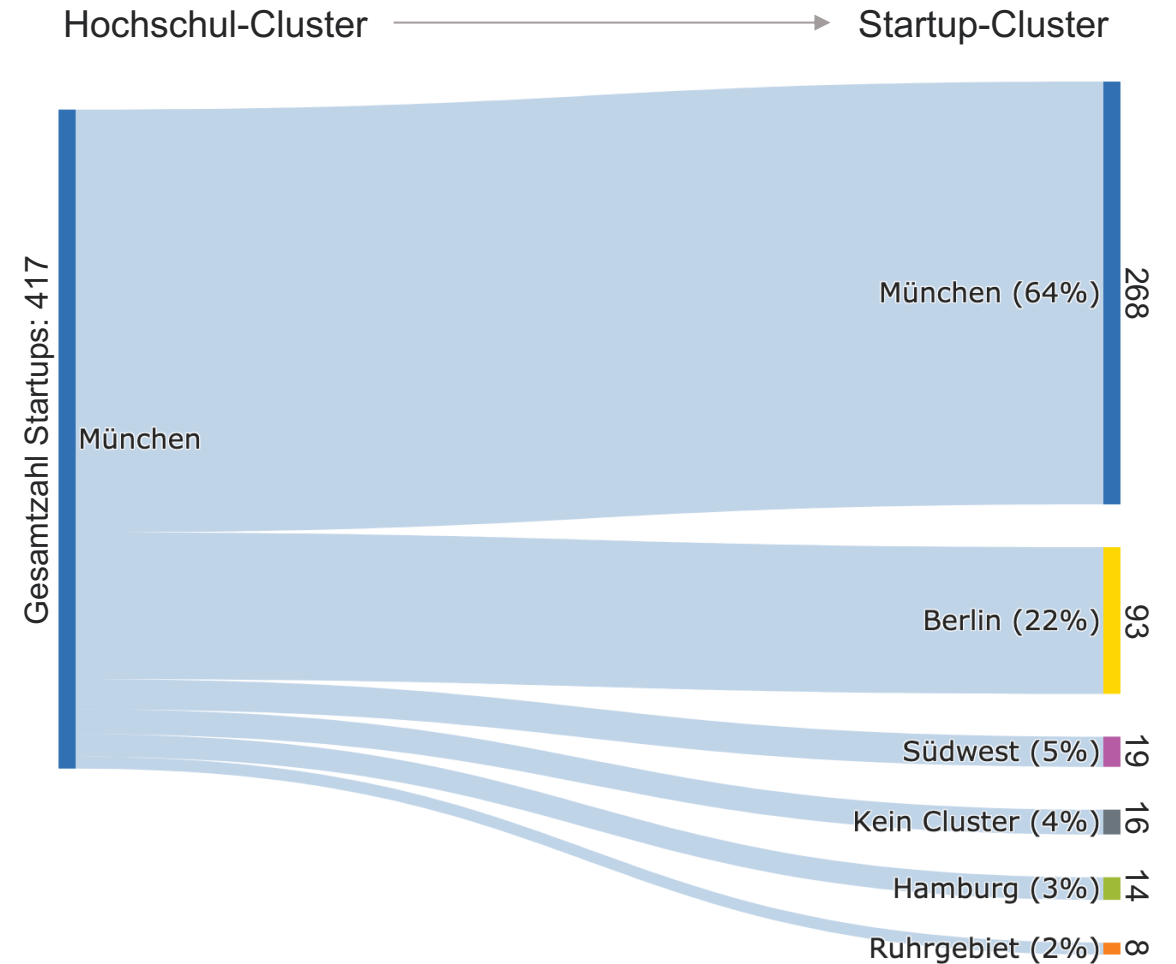 Hochschul-Cluster
Startup-Cluster
Gesamtzahl Startups: 417
München
München (64%)
268
Berlin (22%)
93
Südwest (5%)
19
Kein Cluster (4%)
16
Hamburg (3%)
14
Ruhrgebiet (2%)
8